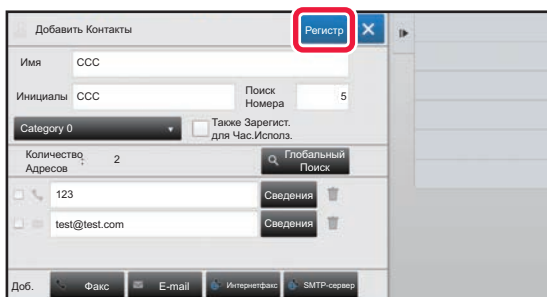 Добавить Контакты
Регистр
Имя
CCC
Инициалы
CCC
Поиск
Номера
5
Category 0
Также Зарегист.
для Час.Исполз.
Количество
Адресов
:
2
Глобальный
Поиск
123
Сведения
test@test.com
Сведения
Доб.
Факс
E-mail
Интернетфакс
SMTP-сервер